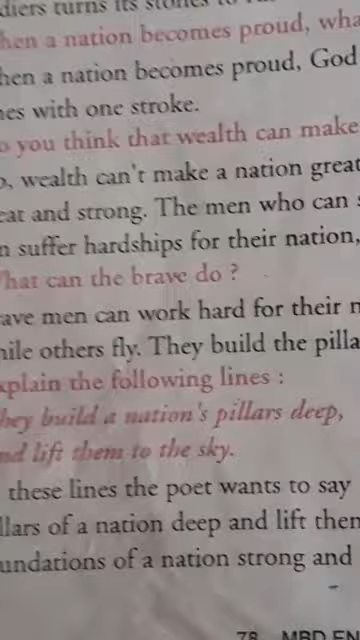 diers turns its stones to
hen a nation becomes proud, wha
hen a nation becomes proud, God
nes with one stroke.
o you think that wealth can make
o, wealth can't make a nation great
eat and strong. The men who can
n suffer hardships for their nation,
hat can the brave do ?
ave men can work hard for their n
hile others fly. They build the pilla
xplain the following lines :
hey build a nation's pillars deep,
nd lift them to the sky.
these lines the poet wants to say
llars of a nation deep and lift then
undations of a nation strong and
78 MBD EN